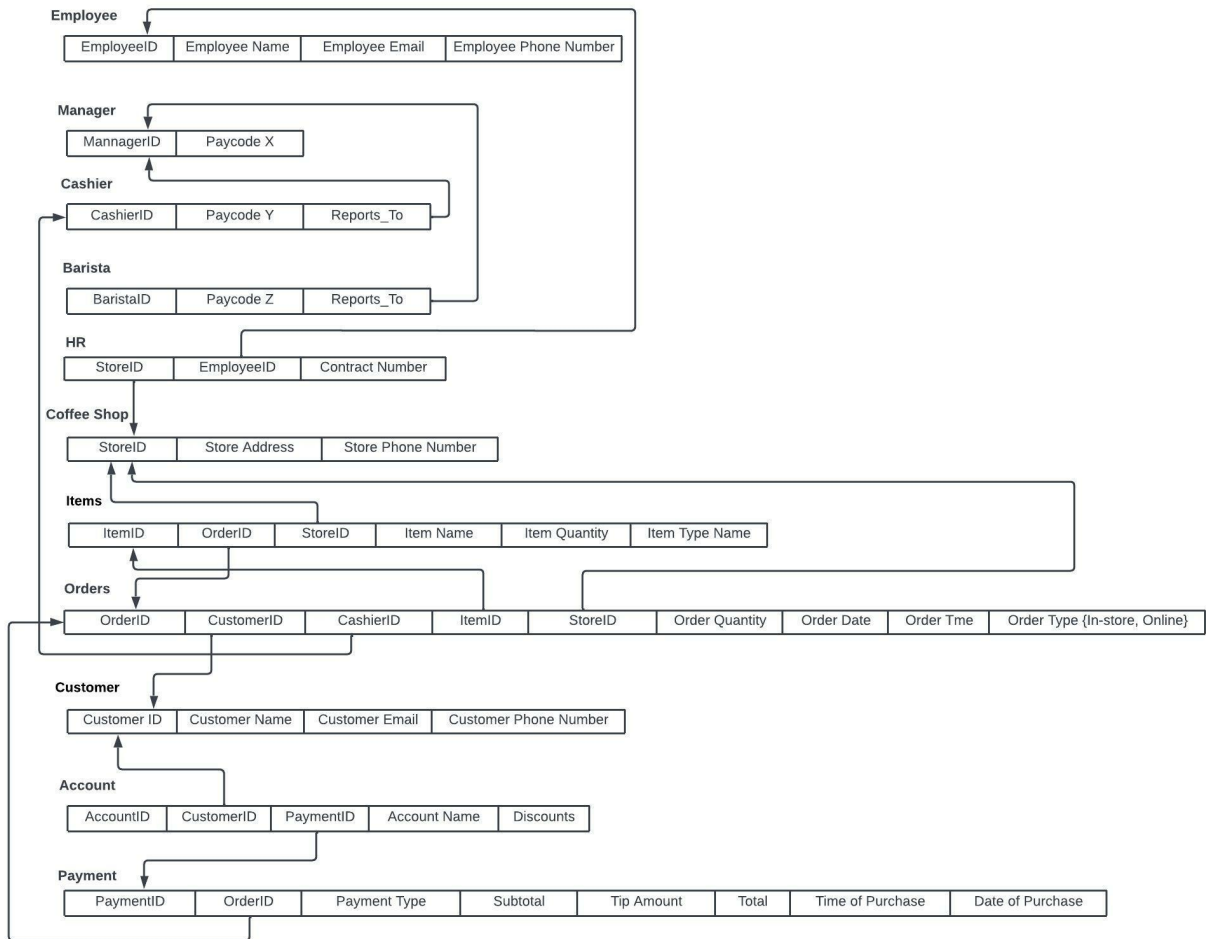 Employee
EmployeeID Employee Name Employee Email Employee Phone Number
Manager
MannagerID Paycode X
Cashier
CashierID Paycode Y Reports_To
Barista
BaristaID Paycode Z Reports_To
HR
StoreID EmployeeID Contract Number
Coffee Shop
StoreID Store Address Store Phone Number
Items
ItemID OrderID StoreID Item Name Item Quantity Item Type Name
Orders
OrderID CustomerID CashierID ItemID StoreID Order Quantity Order Date Order Tme Order Type {In-store, Online}
Customer
Customer ID Customer Name Customer Email Customer Phone Number
Account
AccountID CustomerID PaymentID Account Name Discounts
Payment
PaymentID OrderID Payment Type Subtotal Tip Amount Total Time of Purchase Date of Purchase